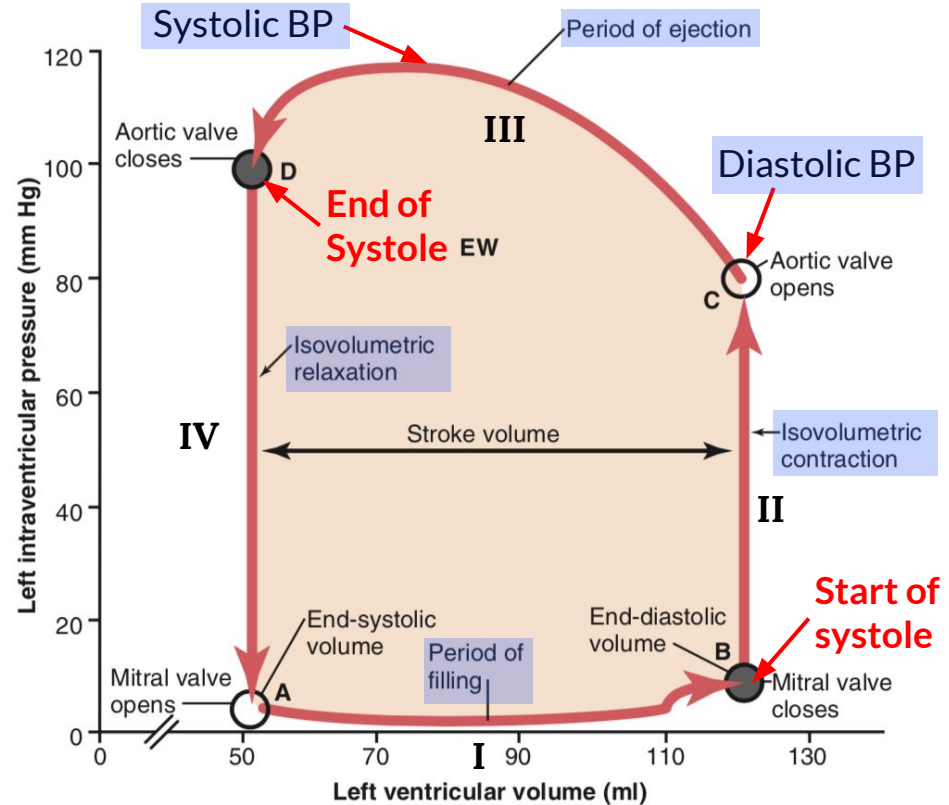 Systolic BP
Period of ejection
120
III
Aortic valve
closes
100
D
Diastolic BP
End of
Systole
EW
Aortic valve
opens
80
C
Isovolumetric
relaxation
60
IV
Stroke volume
Isovolumetric
contraction
40
II
Left intraventricular pressure (mm Hg)
Start of
systole
20
End-systolic
volume
End-diastolic
volume
B
Period of
filling
Mitral valve
opens
A
Mitral valve
closes
0
I
0
50
70
90
110
130
Left ventricular volume (ml)